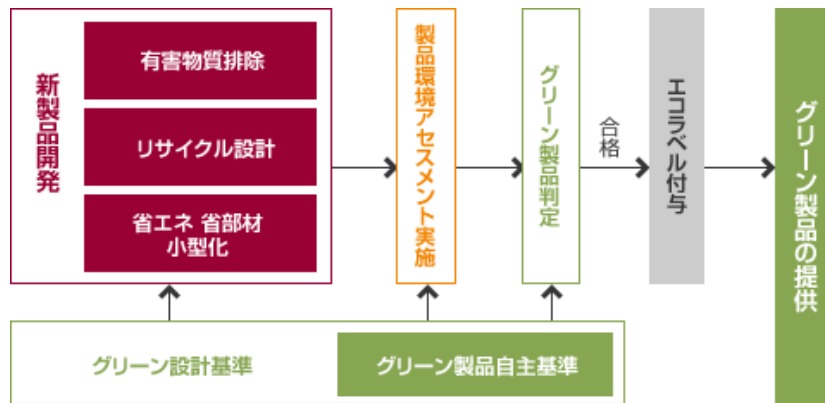 新製品開発
有害物質排除
リサイクル設計
省エネ 省部材
小型化
製品環境アセスメント実施
グリーン製品判定
合格
エコラベル付与
グリーン製品の提供
グリーン設計基準
グリーン製品自主基準